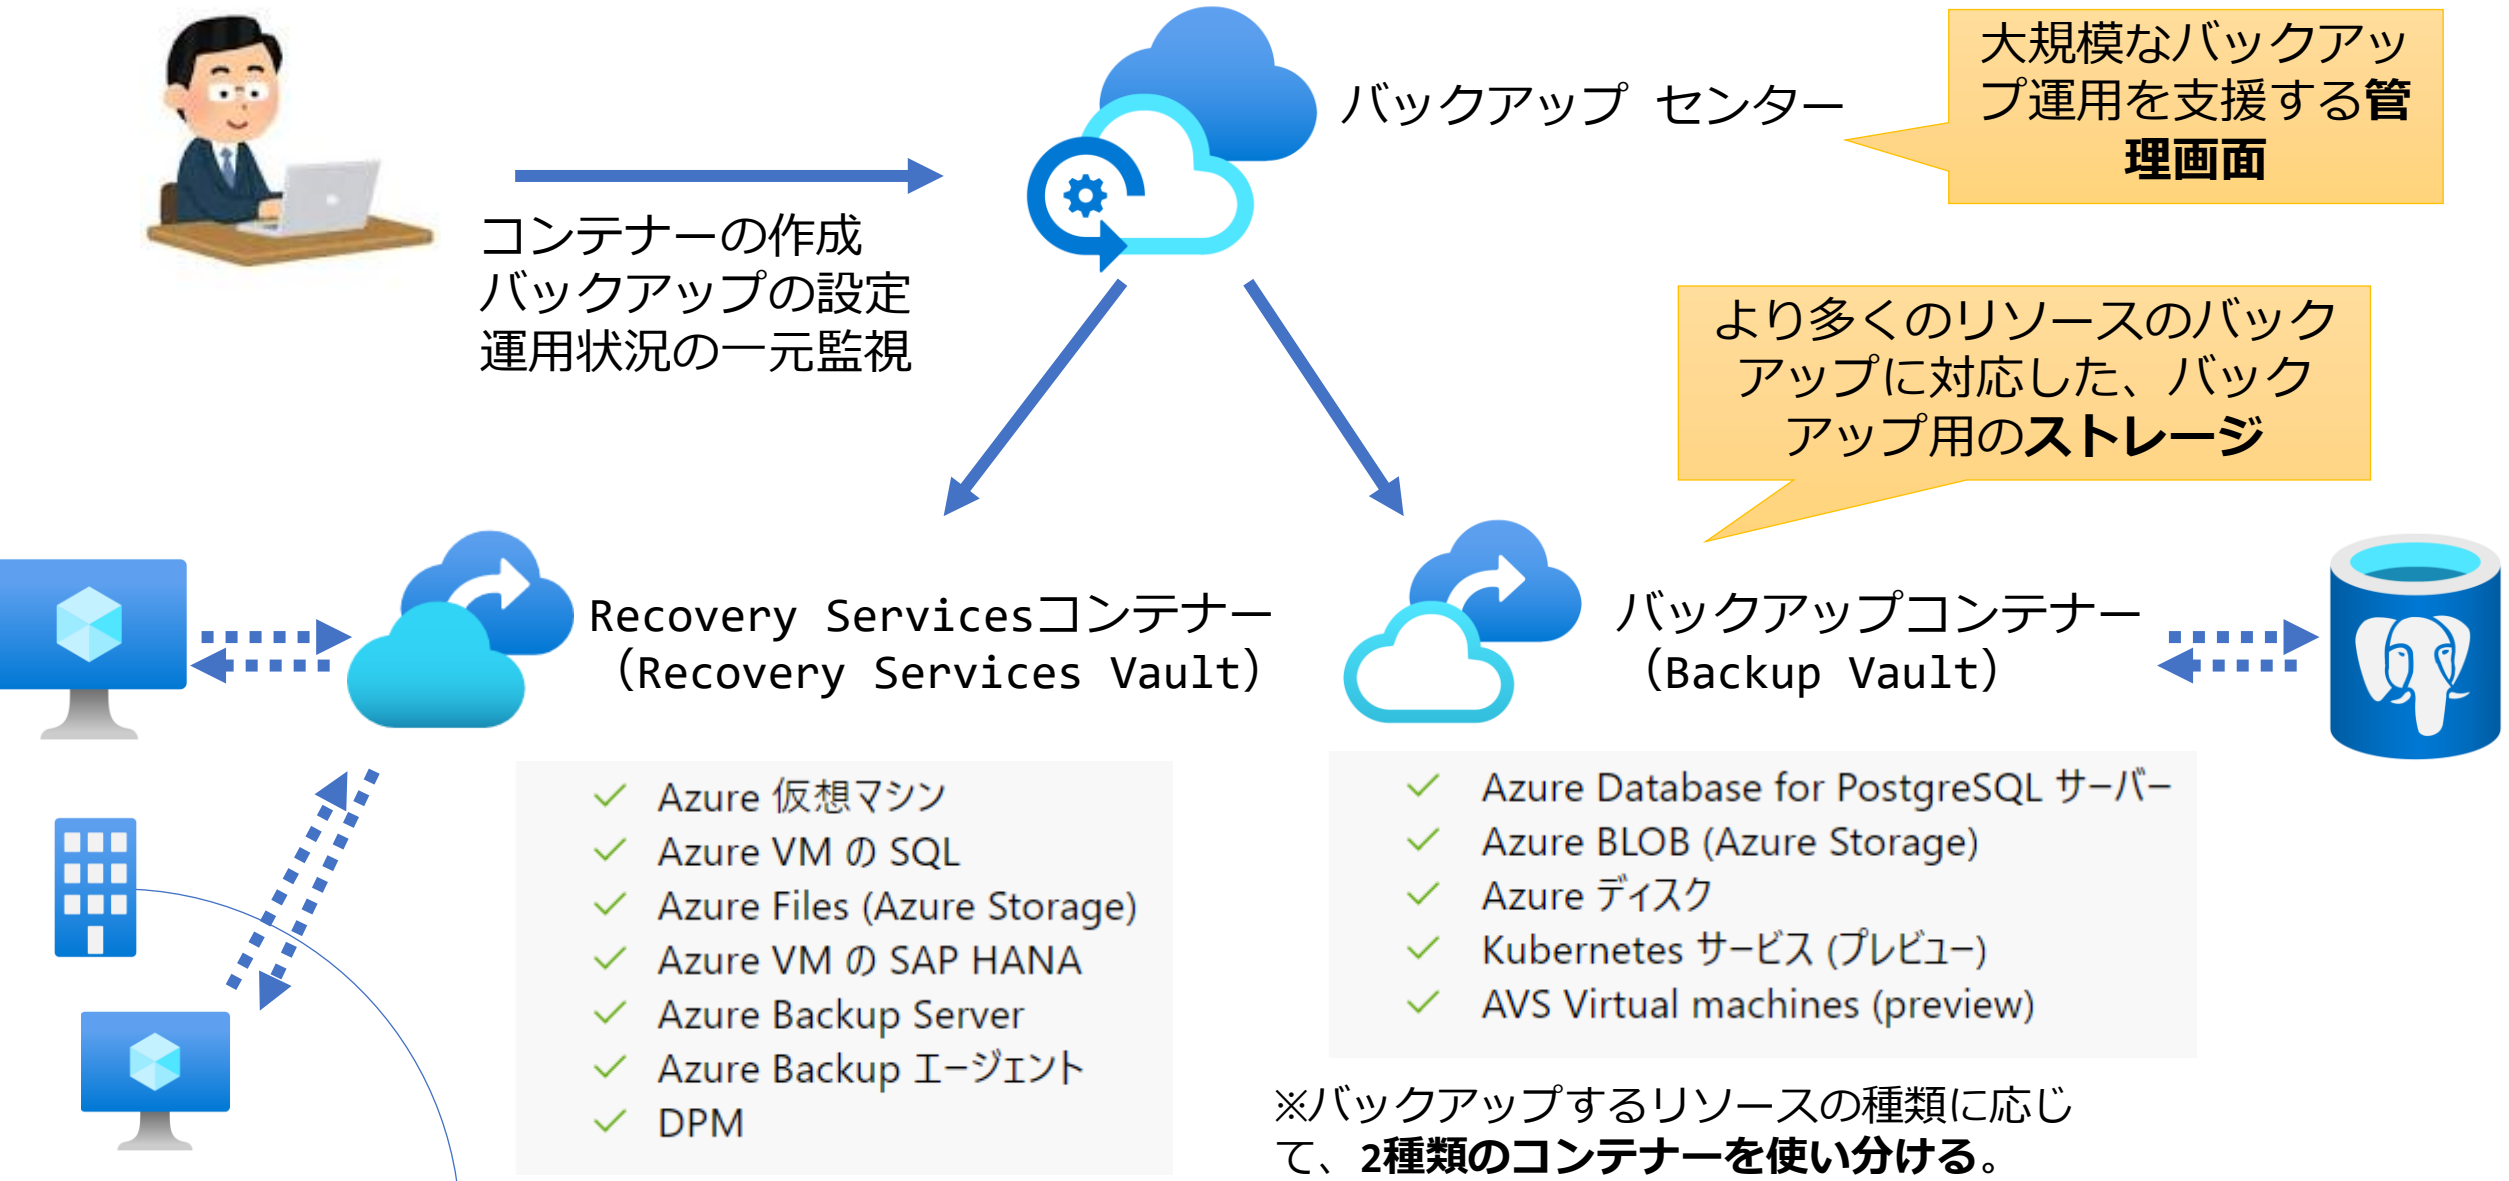 バックアップ センター
大規模なバックアッ
プ運用を支援する管
理画面
コンテナーの作成
バックアップの設定
運用状況の一元監視
より多くのリソースのバック
アップに対応した、バック
アップ用のストレージ
Recovery Servicesコンテナー
（Recovery Services Vault）
バックアップコンテナー
（Backup Vault）
Azure 仮想マシン
Azure VM の SQL
Azure Files (Azure Storage)
Azure VM の SAP HANA
Azure Backup Server
Azure Backup エージェント
DPM
Azure Database for PostgreSQL サーバー
Azure BLOB (Azure Storage)
Azure ディスク
Kubernetes サービス (プレビュー)
AVS Virtual machines (preview)
※バックアップするリソースの種類に応じ
て、2種類のコンテナーを使い分ける。